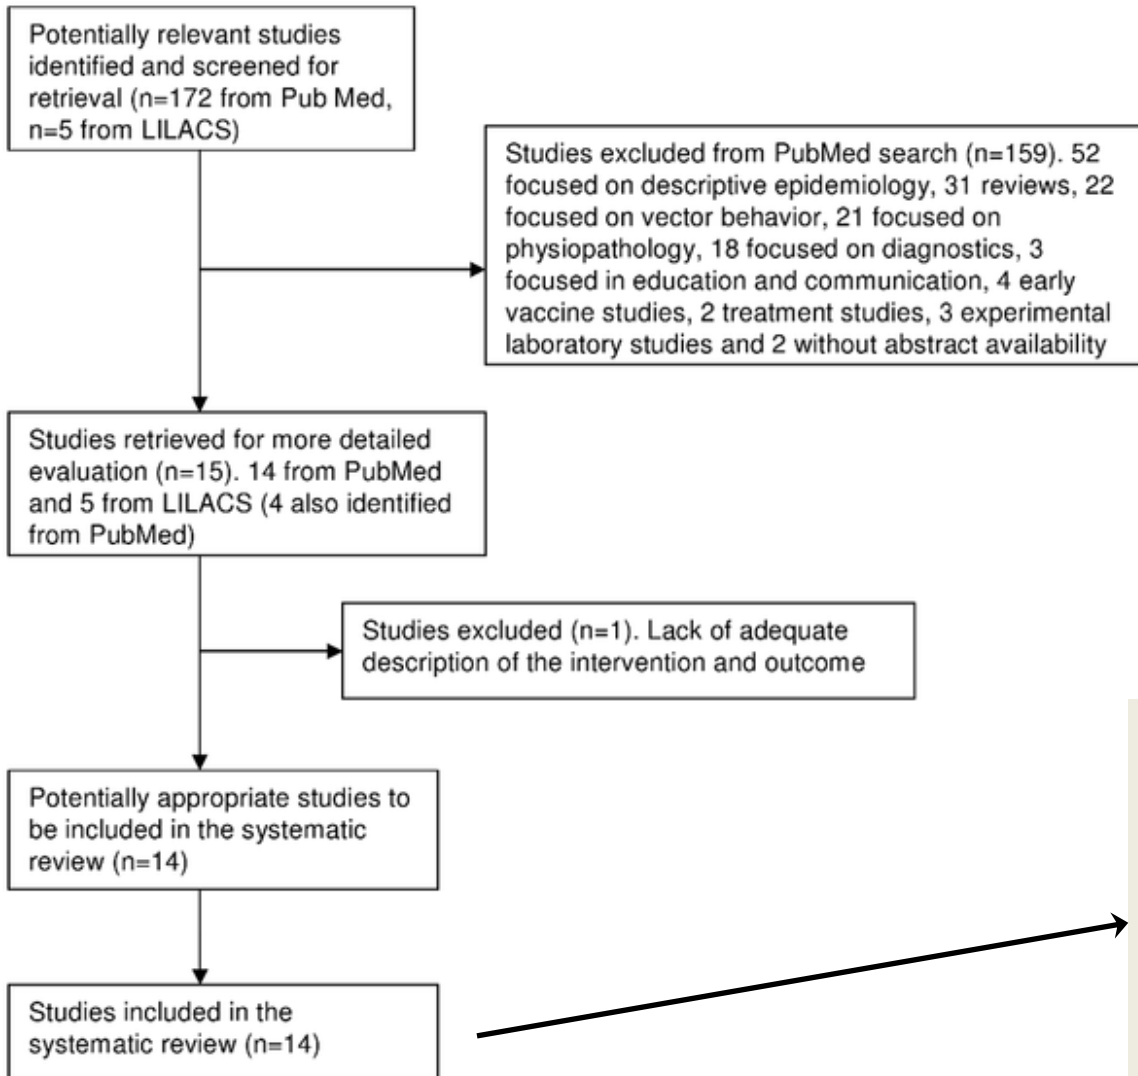 Potentially relevant studies
identified and screened for
retrieval (n=172 from Pub Med,
n=5 from LILACS)
Studies excluded from PubMed search (n=159). 52
focused on descriptive epidemiology, 31 reviews, 22
focused on vector behavior, 21 focused on
physiopathology, 18 focused on diagnostics, 3
focused in education and communication, 4 early
vaccine studies, 2 treatment studies, 3 experimental
laboratory studies and 2 without abstract availability
Studies retrieved for more detailed
evaluation (n=15). 14 from PubMed
and 5 from LILACS (4 also identified
from PubMed)
Studies excluded (n=1). Lack of adequate
description of the intervention and outcome
Potentially appropriate studies to
be included in the systematic
review (n=14)
Studies included in the
systematic review (n=14)